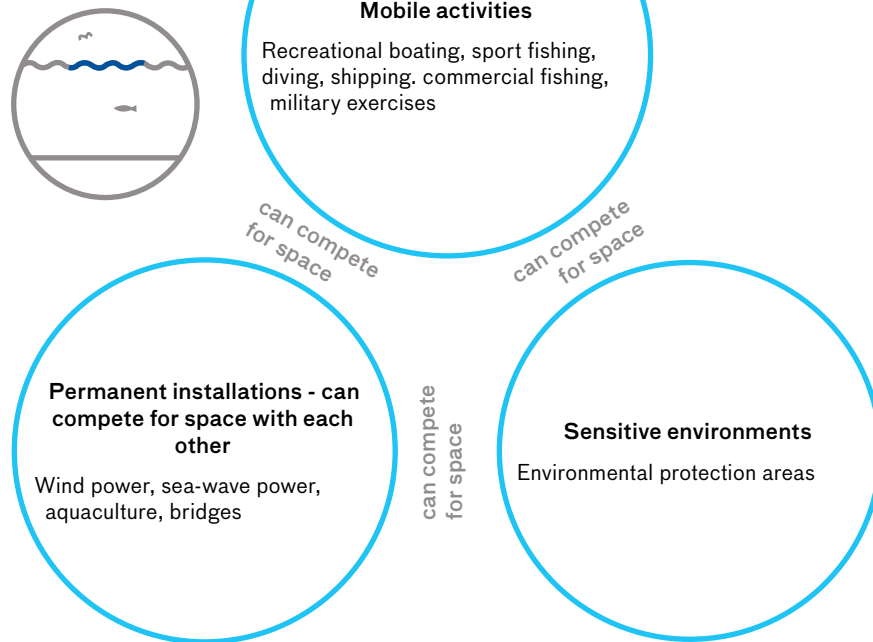 Mobile activities
Recreational boating, sport fishing,
diving, shipping. commercial fishing,
military exercises
can compete
for space
can compete
for space
Permanent installations - can
compete for space with each
other
Wind power, sea-wave power,
aquaculture, bridges
can compete
for space
Sensitive environments
Environmental protection areas